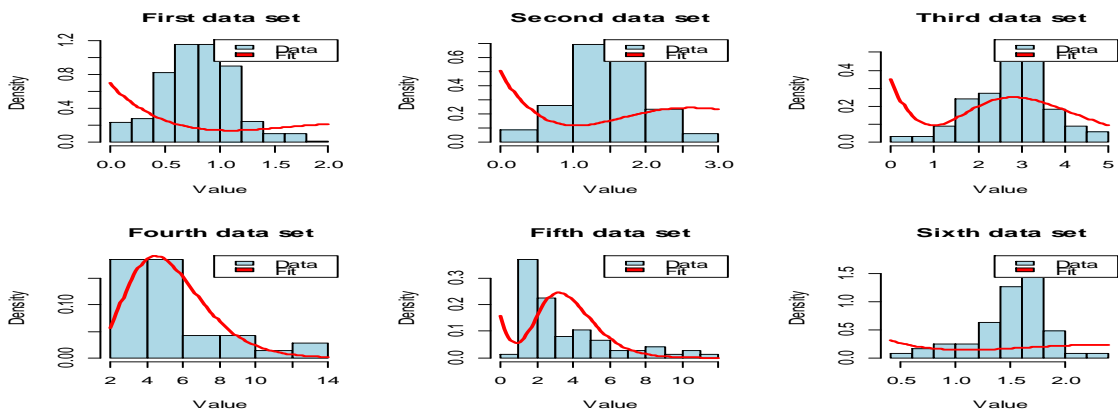 First data set
Data
Fit
Density
0.0 0.4 0.8 1.2
0.0 0.5 1.0 1.5 2.0
Value
Second data set
Data
Fit
Density
0.0 0.2 0.4 0.6
0.0 1.0 2.0 3.0
Value
Third data set
Data
Fit
Density
0.0 0.2 0.4
0 1 2 3 4 5
Value
Fourth data set
Data
Fit
Density
0.00 0.10
2 4 6 8 10 14
Value
Fifth data set
Data
Fit
Density
0.0 0.1 0.2 0.3
0 2 4 6 8 10
Value
Sixth data set
Data
Fit
Density
0.0 0.5 1.0 1.5
0.5 1.0 1.5 2.0
Value